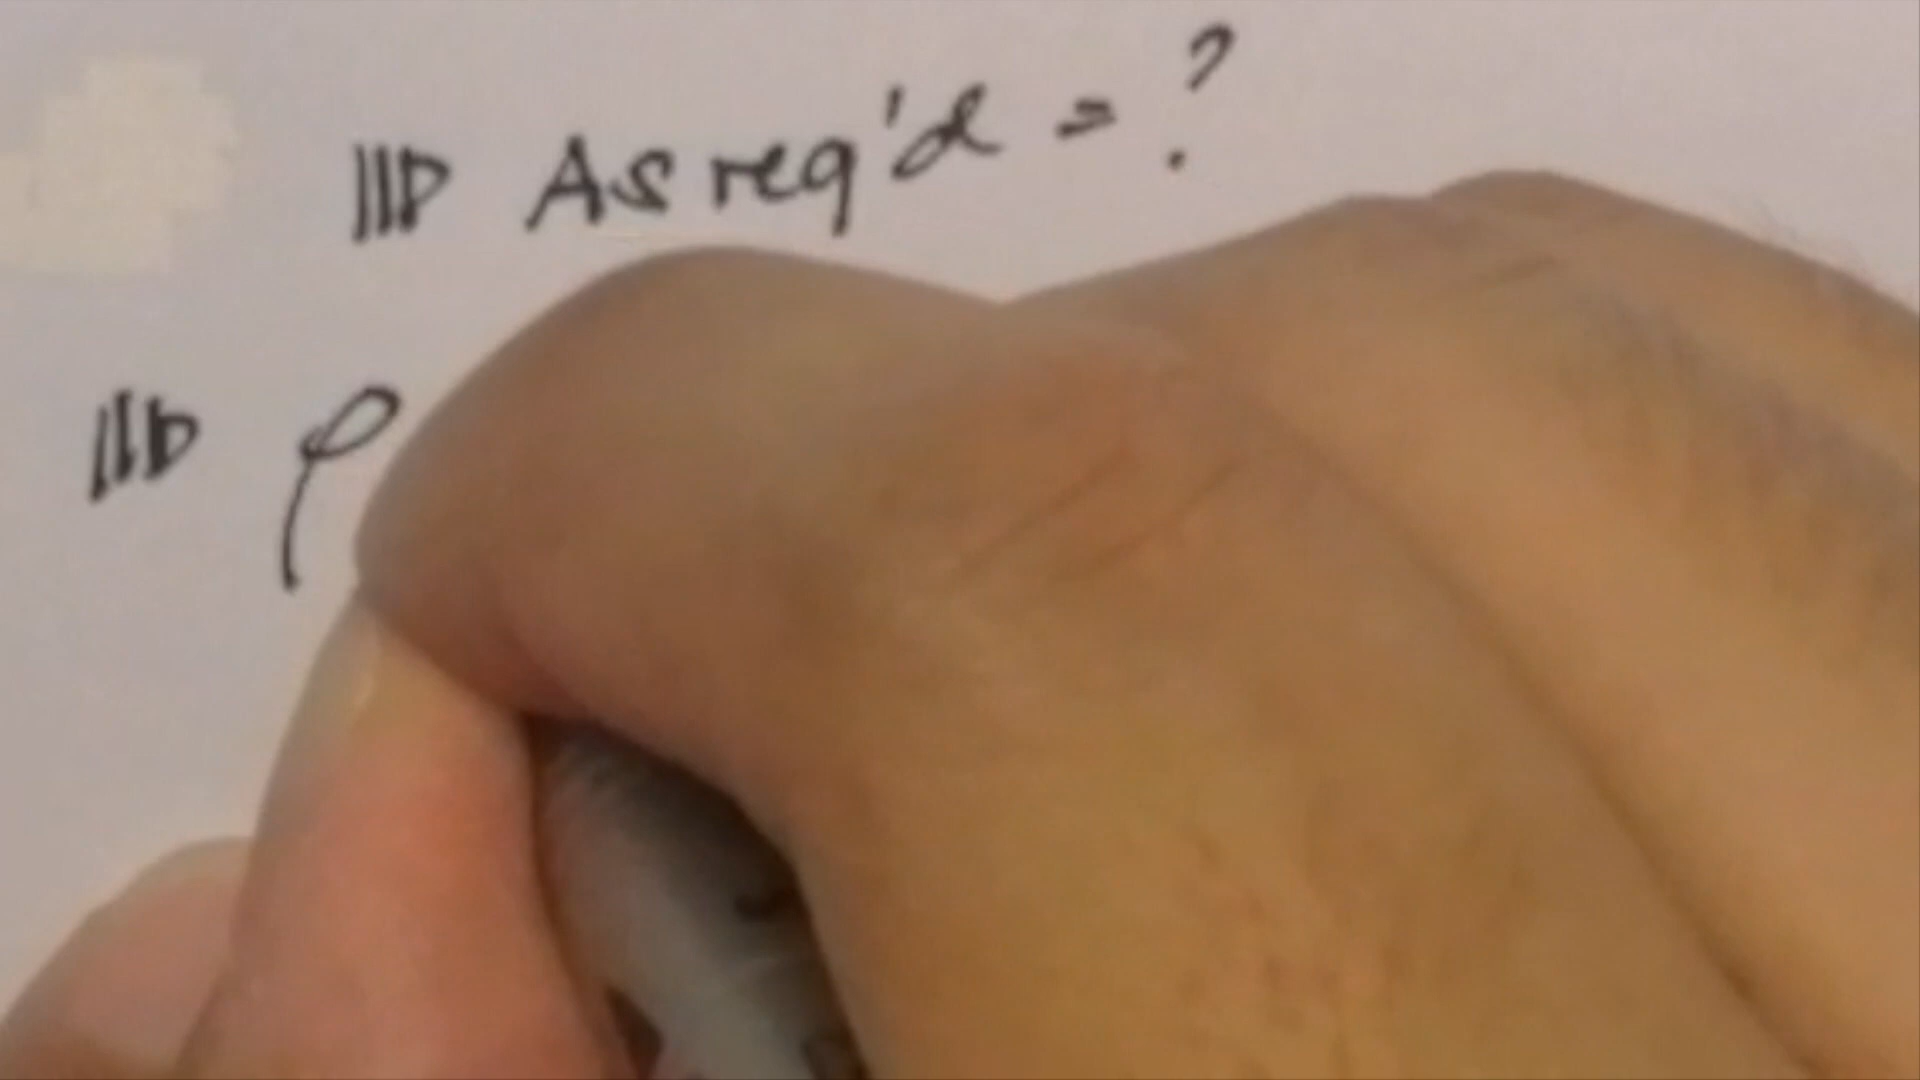 As req'd = ?
ρ